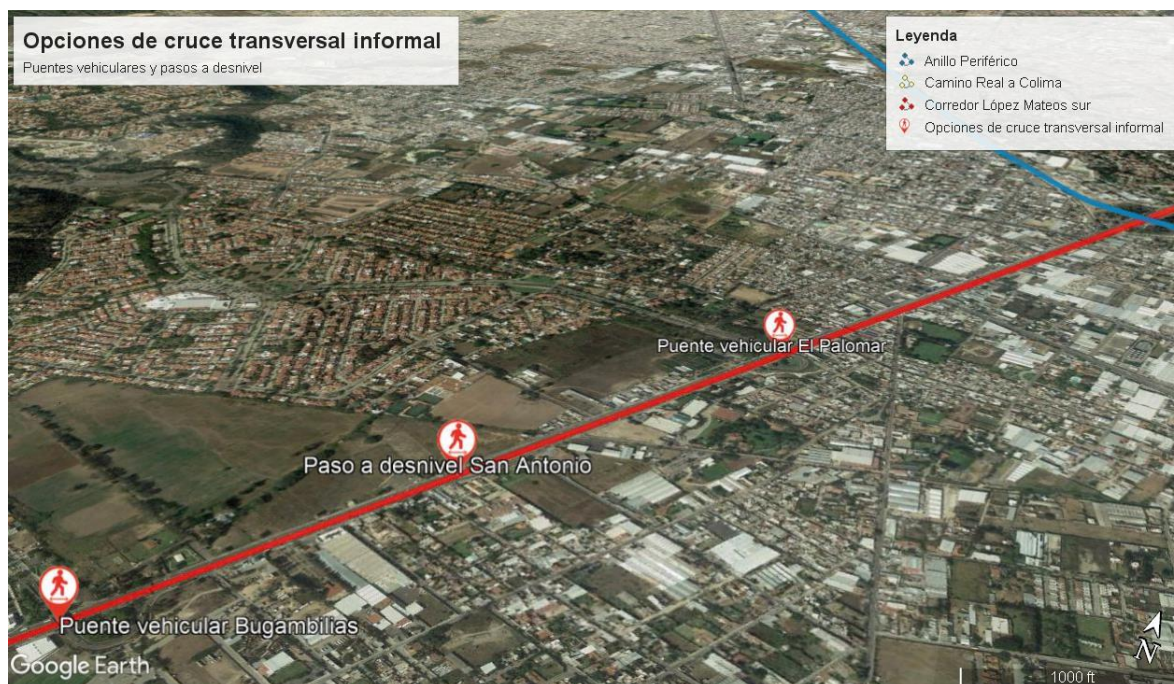 Opciones de cruce transversal informal
Puentes vehiculares y pasos a desnivel
Leyenda
Anillo Periférico
Camino Real a Colima
Corredor López Mateos sur
Opciones de cruce transversal informal
Puente vehicular El Palomar
Paso a desnivel San Antonio
Puente vehicular Bugambilias
Google Earth
N
1000 ft